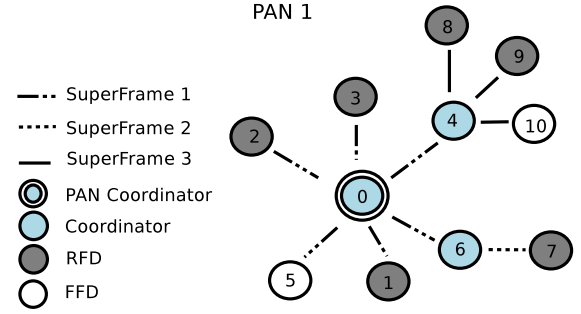 PAN 1
SuperFrame 1
SuperFrame 2
SuperFrame 3
PAN Coordinator
Coordinator
RFD
FFD
8
9
3
4
10
2
0
6
7
5
1